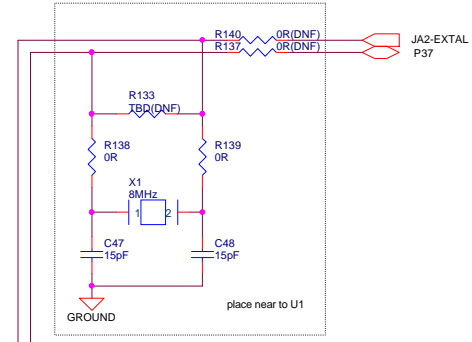 R140 0R(DNF) JA2-EXTAL
R137 0R(DNF) P37
R133
TBD(DNF)
R138 R139
0R 0R
X1
8MHz
1 2
C47 C48
15pF 15pF
GROUND
place near to U1